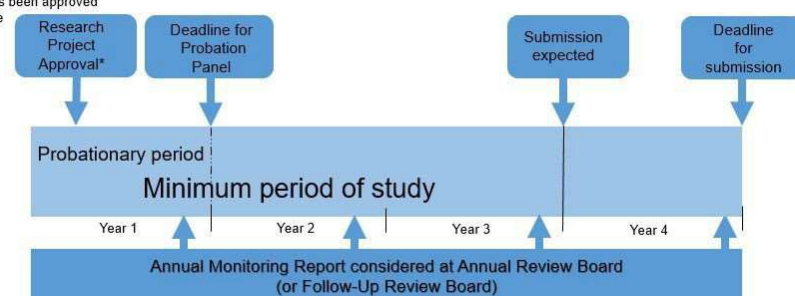 s been approved
e
Research
Project
Approval*
Deadline for
Probation
Panel
Submission
expected
Deadline
for
submission
Probationary period
Minimum period of study
Year 1
Year 2
Year 3
Year 4
Annual Monitoring Report considered at Annual Review Board
(or Follow-Up Review Board)